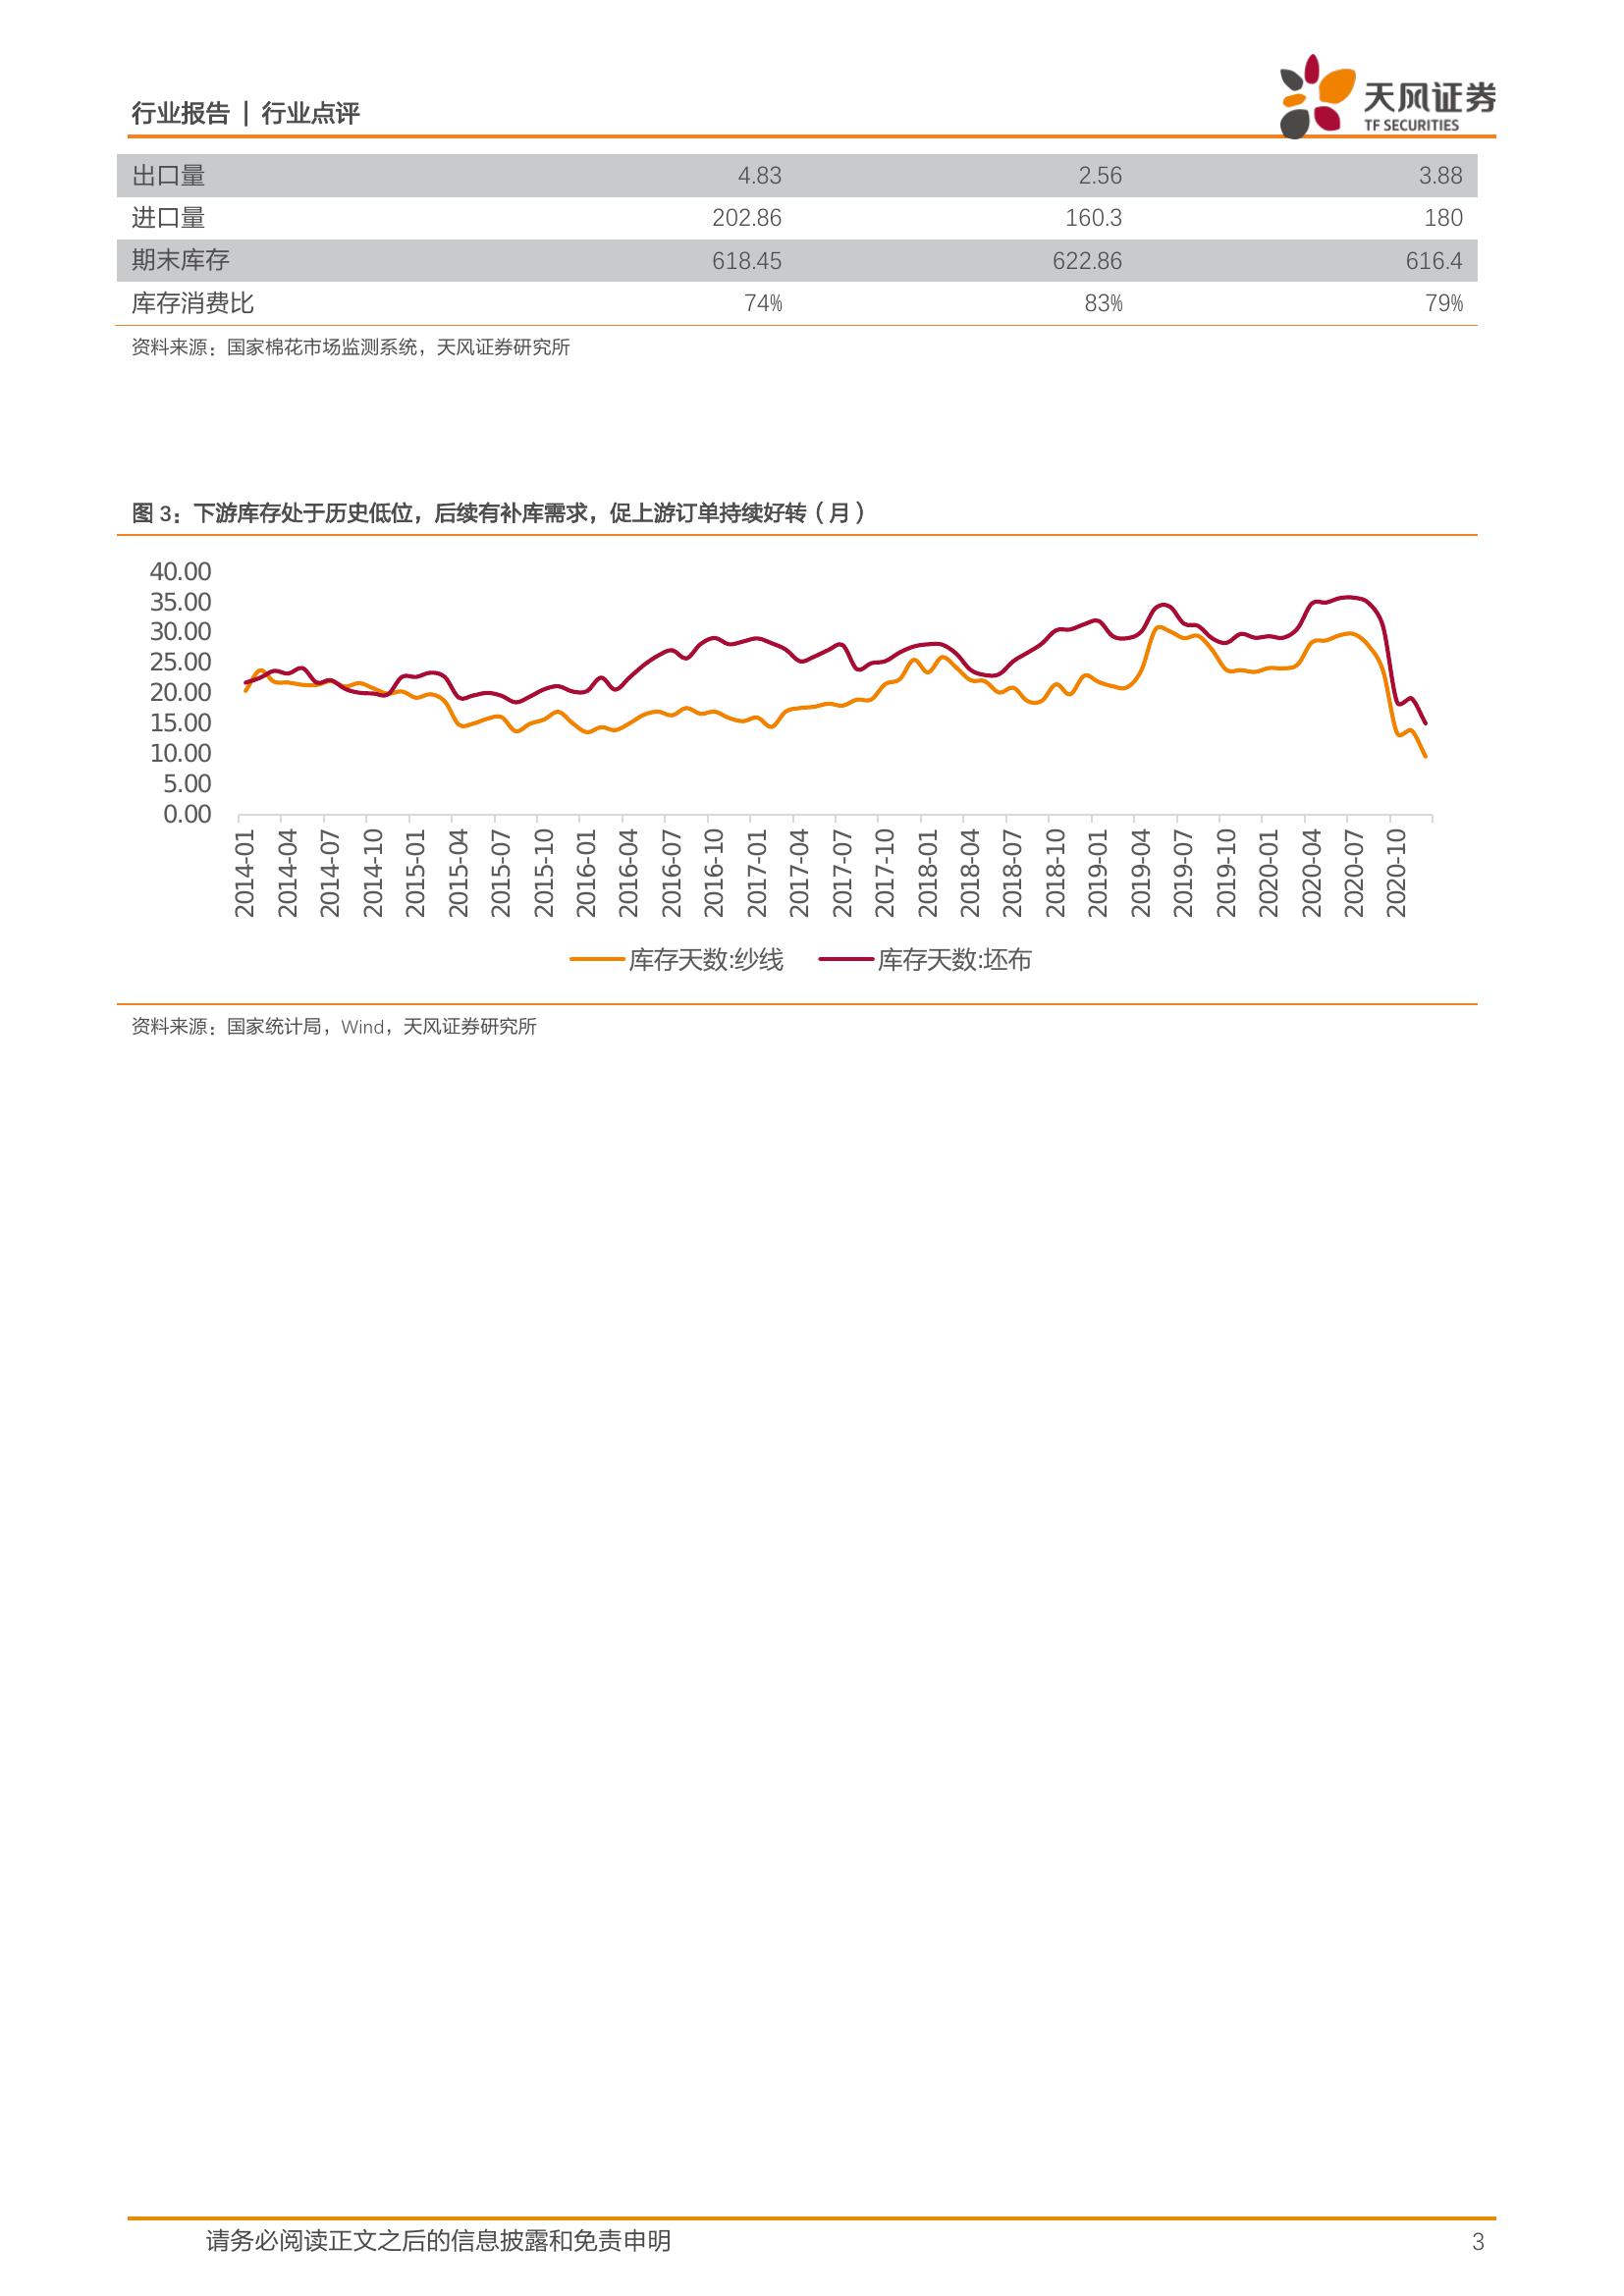 行业报告 | 行业点评
天风证券
TF SECURITIES
出口量 4.83 2.56 3.88
进口量 202.86 160.3 180
期末库存 618.45 622.86 616.4
库存消费比 74% 83% 79%
资料来源：国家棉花市场监测系统，天风证券研究所
图 3：下游库存处于历史低位，后续有补库需求，促上游订单持续好转（月）
40.00
35.00
30.00
25.00
20.00
15.00
10.00
5.00
0.00
2014-01 2014-04 2014-07 2014-10 2015-01 2015-04 2015-07 2015-10 2016-01 2016-04 2016-07 2016-10 2017-01 2017-04 2017-07 2017-10 2018-01 2018-04 2018-07 2018-10 2019-01 2019-04 2019-07 2019-10 2020-01 2020-04 2020-07 2020-10
库存天数:纱线 库存天数:坯布
资料来源：国家统计局，Wind，天风证券研究所
请务必阅读正文之后的信息披露和免责申明 3